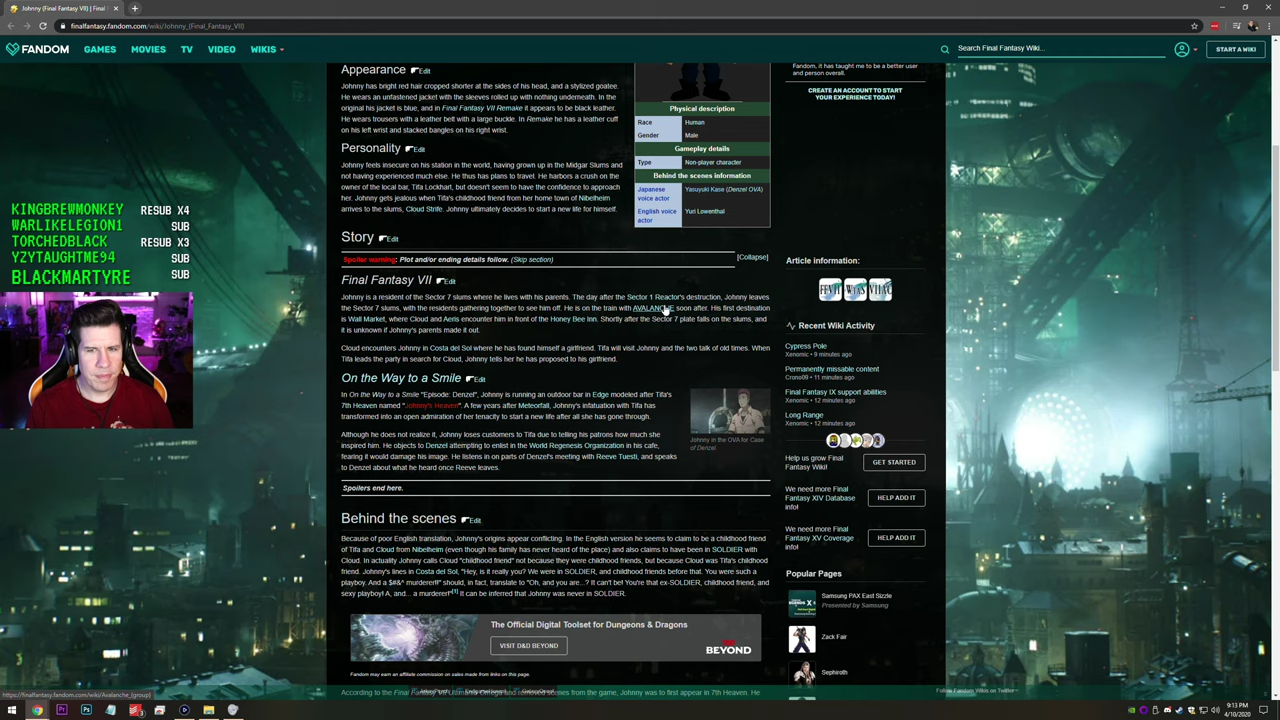 Johnny (Final Fantasy VII) | Final
finalfantasy.fandom.com/wiki/Johnny_(Final_Fantasy_VII)
FANDOM
GAMES
MOVIES
TV
VIDEO
WIKIS
Search Final Fantasy Wiki...
START A WIKI
Appearance Edit
Johnny has bright red hair cropped shorter at the sides of his head, and a stylized goatee.
He wears an unfastened jacket with the sleeves rolled up with nothing underneath. In the
original his jacket is blue, and in Final Fantasy VII Remake it appears to be black leather.
He wears trousers with a leather belt with a large buckle. In Remake he has a leather cuff
on his left wrist and stacked bangles on his right wrist.
Personality Edit
Johnny feels insecure on his station in the world, having grown up in the Midgar Slums and
not having experienced much else. He thus has plans to travel. He harbors a crush on the
owner of the local bar, Tifa Lockhart, but doesn't seem to have the confidence to approach
her. Johnny gets jealous when Tifa's childhood friend from her home town of Nibelheim
arrives to the slums, Cloud Strife. Johnny ultimately decides to start a new life for himself.
Physical description
Race Human
Gender Male
Gameplay details
Type Non-player character
Behind the scenes information
Japanese voice actor Yasuyuki Kase (Denzel OVA)
English voice actor Yuri Lowenthal
Story Edit
Spoiler warning: Plot and/or ending details follow. (Skip section)
[Collapse]
Final Fantasy VII Edit
Johnny is a resident of the Sector 7 slums where he lives with his parents. The day after the Sector 1 Reactor's destruction, Johnny leaves
the Sector 7 slums, with the residents gathering together to see him off. He is on the train with AVALANCHE soon after. His first destination
is Wall Market, where Cloud and Aeris encounter him in front of the Honey Bee Inn. Shortly after the Sector 7 plate falls on the slums, and
it is unknown if Johnny's parents made it out.
Cloud encounters Johnny in Costa del Sol where he has found himself a girlfriend. Tifa will visit Johnny and the two talk of old times. When
Tifa leads the party in search for Cloud, Johnny tells her he has proposed to his girlfriend.
On the Way to a Smile Edit
In On the Way to a Smile "Episode: Denzel", Johnny is running an outdoor bar in Edge modeled after Tifa's
7th Heaven named "Johnny's Heaven". A few years after Meteorfall, Johnny's infatuation with Tifa has
transformed into an open admiration of her tenacity to start a new life after all she has gone through.
Although he does not realize it, Johnny loses customers to Tifa due to telling his patrons how much she
inspired him. He objects to Denzel attempting to enlist in the World Regenesis Organization in his cafe,
fearing it would damage his image. He listens in on parts of Denzel's meeting with Reeve Tuesti, and speaks
to Denzel about what he heard once Reeve leaves.
Johnny in the OVA for Case
of Denzel.
Spoilers end here.
Behind the scenes Edit
Because of poor English translation, Johnny's origins appear conflicting. In the English version he seems to claim to be a childhood friend
of Tifa and Cloud from Nibelheim (even though his family has never heard of the place) and also claims to have been in SOLDIER with
Cloud. In actuality Johnny calls Cloud "childhood friend" not because they were childhood friends, but because Cloud was Tifa's childhood
friend. Johnny's lines in Costa del Sol, "Hey, is it really you? We were in SOLDIER, and childhood friends before that. You were such a
playboy. And a $#&^ murderer!!" should, in fact, translate to "Oh, and you are...? It can't be! You're that ex-SOLDIER, childhood friend, and
sexy playboy! A, and... a murderer!"[1] It can be inferred that Johnny was never in SOLDIER.
The Official Digital Toolset for Dungeons & Dragons
VISIT D&D BEYOND
BEYOND
Fandom may earn an affiliate commission on sales made from links on this page.
Follow Fandom Wikis on Twitter
https://finalfantasy.fandom.com/wiki/Avalanche_(group)
Fandom, it has taught me to be a better user
and person overall.
CREATE AN ACCOUNT TO START
YOUR EXPERIENCE TODAY!
Article information:
Recent Wiki Activity
Cypress Pole
Xenomic • 9 minutes ago
Permanently missable content
Crono09 • 11 minutes ago
Final Fantasy IX support abilities
Xenomic • 12 minutes ago
Long Range
Xenomic • 12 minutes ago
Help us grow Final
Fantasy Wiki!
GET STARTED
We need more Final
Fantasy XIV Database
info!
HELP ADD IT
We need more Final
Fantasy XV Coverage
info!
HELP ADD IT
Popular Pages
Samsung PAX East Sizzle
Presented by Samsung
Zack Fair
Sephiroth
KINGBREWMONKEY RESUB X4
WARLIKELEGION1 SUB
TORCHEDBLACK RESUB X3
YZYTAUGHTME94 SUB
BLACKMARTYRE SUB
9:13 PM
4/10/2020